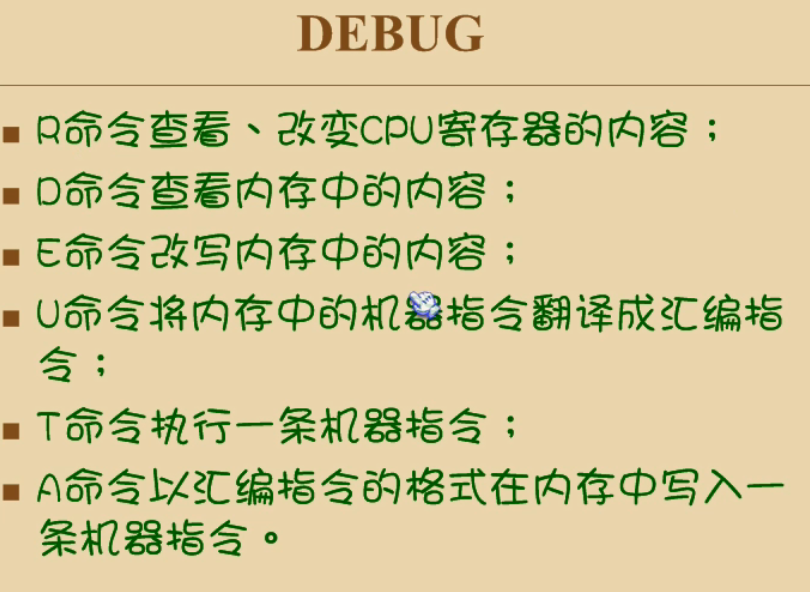 DEBUG
R命令查看、改变CPU寄存器的内容；
D命令查看内存中的内容；
E命令改写内存中的内容；
U命令将内存中的机器指令翻译成汇编指
令；
T命令执行一条机器指令；
A命令以汇编指令的格式在内存中写入一
条机器指令。